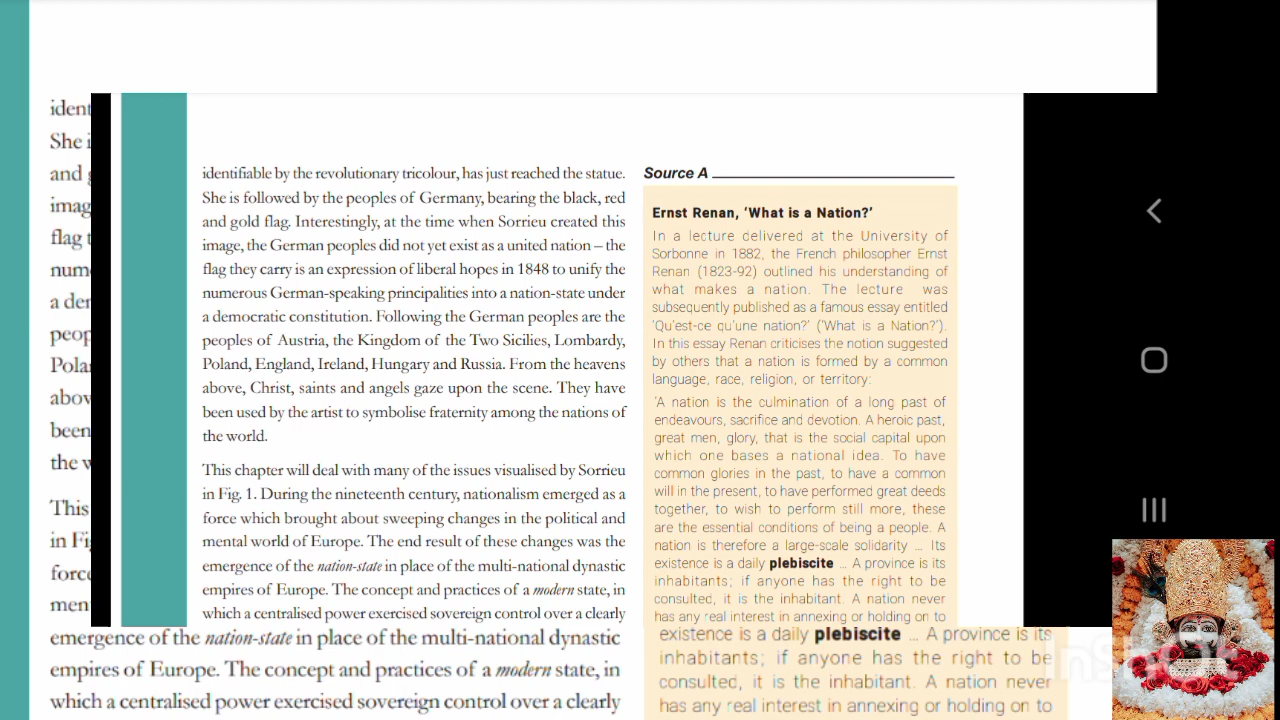 ident
She i
and g
imag
flag t
num
a der
peop
Pola
abov
been
the w
This
in Fig
force
men
emergence of the nation-state in place of the multi-national dynastic
empires of Europe. The concept and practices of a modern state, in
which a centralised power exercised sovereign control over a clearly
identifiable by the revolutionary tricolour, has just reached the statue.
She is followed by the peoples of Germany, bearing the black, red
and gold flag. Interestingly, at the time when Sorrieu created this
image, the German peoples did not yet exist as a united nation – the
flag they carry is an expression of liberal hopes in 1848 to unify the
numerous German-speaking principalities into a nation-state under
a democratic constitution. Following the German peoples are the
peoples of Austria, the Kingdom of the Two Sicilies, Lombardy,
Poland, England, Ireland, Hungary and Russia. From the heavens
above, Christ, saints and angels gaze upon the scene. They have
been used by the artist to symbolise fraternity among the nations of
the world.
This chapter will deal with many of the issues visualised by Sorrieu
in Fig. 1. During the nineteenth century, nationalism emerged as a
force which brought about sweeping changes in the political and
mental world of Europe. The end result of these changes was the
emergence of the nation-state in place of the multi-national dynastic
empires of Europe. The concept and practices of a modern state, in
which a centralised power exercised sovereign control over a clearly
Source A
Ernst Renan, ‘What is a Nation?’
In a lecture delivered at the University of
Sorbonne in 1882, the French philosopher Ernst
Renan (1823-92) outlined his understanding of
what makes a nation. The lecture was
subsequently published as a famous essay entitled
‘Qu’est-ce qu’une nation?’ (‘What is a Nation?’).
In this essay Renan criticises the notion suggested
by others that a nation is formed by a common
language, race, religion, or territory:
‘A nation is the culmination of a long past of
endeavours, sacrifice and devotion. A heroic past,
great men, glory, that is the social capital upon
which one bases a national idea. To have
common glories in the past, to have a common
will in the present, to have performed great deeds
together, to wish to perform still more, these
are the essential conditions of being a people. A
nation is therefore a large-scale solidarity … Its
existence is a daily plebiscite … A province is its
inhabitants; if anyone has the right to be
consulted, it is the inhabitant. A nation never
has any real interest in annexing or holding on to
existence is a daily plebiscite … A province is its
inhabitants; if anyone has the right to be
consulted, it is the inhabitant. A nation never
has any real interest in annexing or holding on to